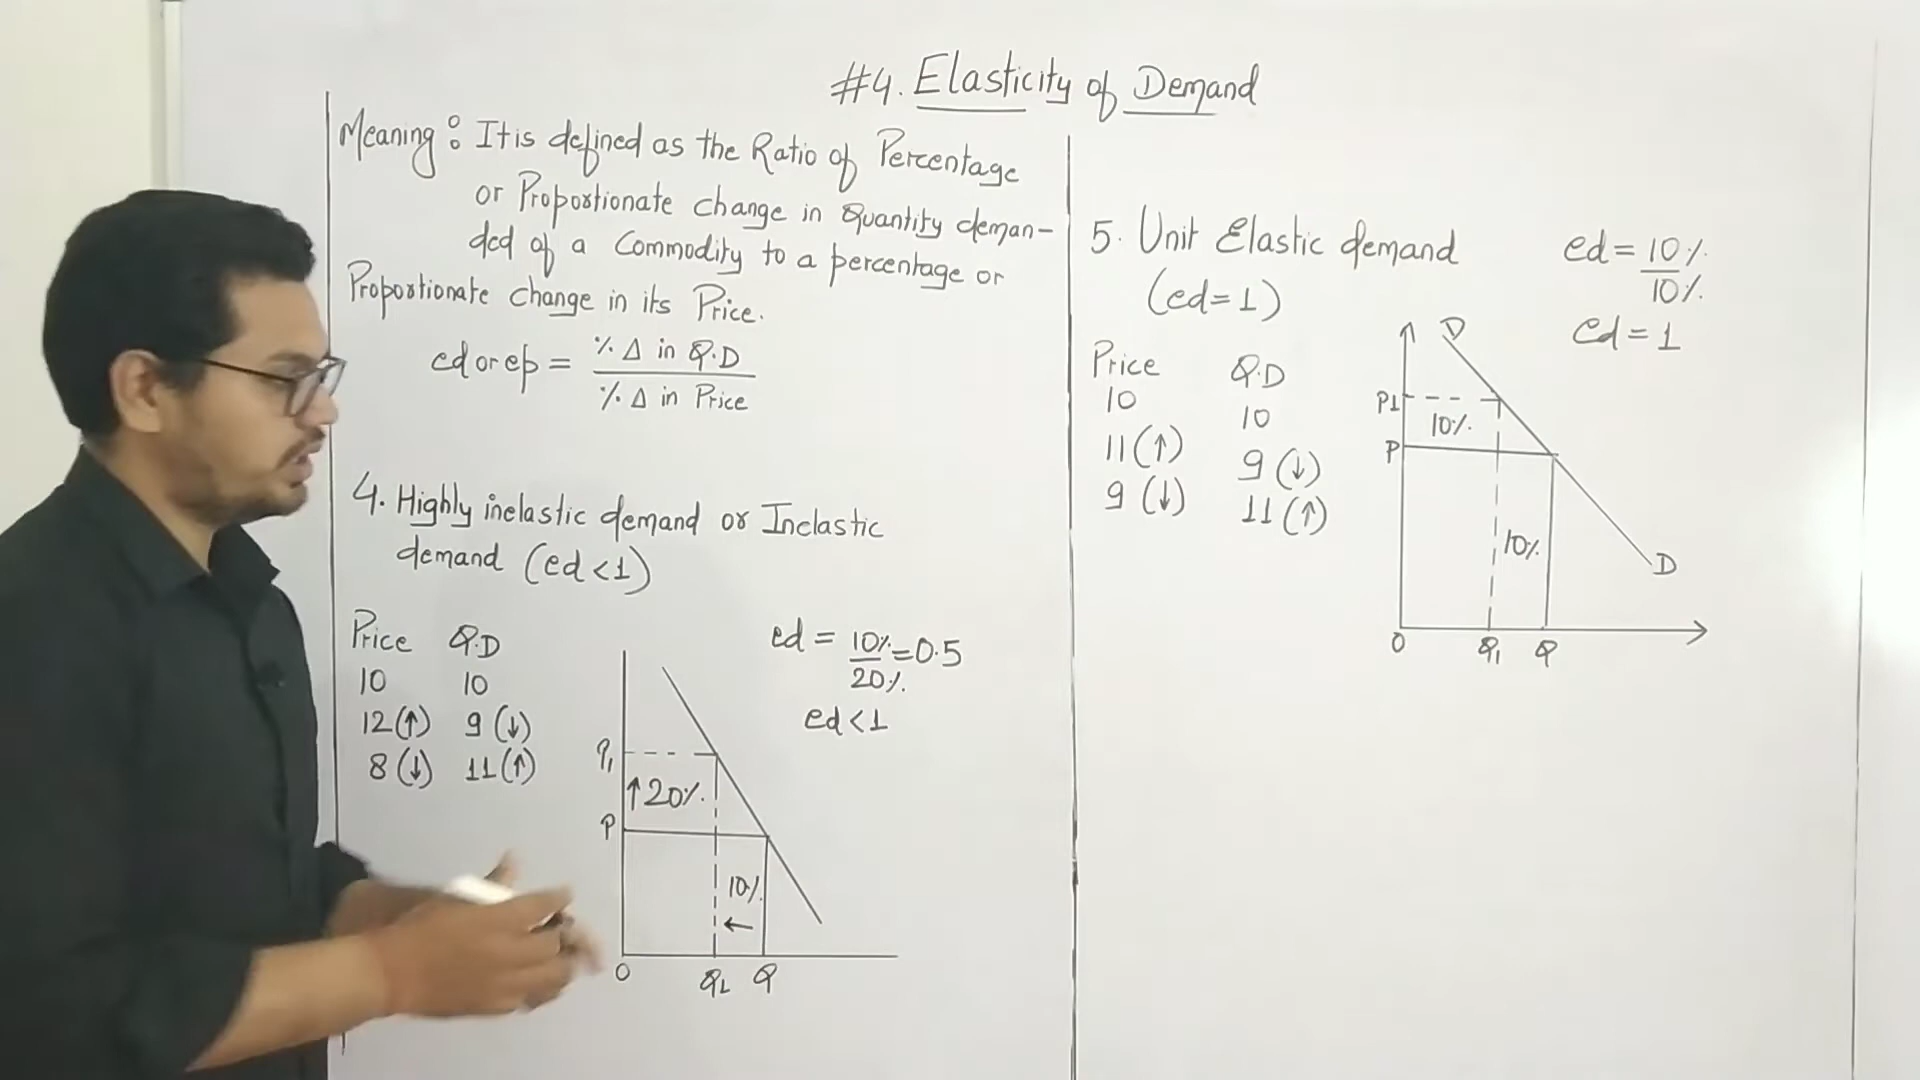 #4. Elasticity of Demand
Meaning: It is defined as the Ratio of Percentage
or Proportionate change in Quantity deman-
ded of a Commodity to a percentage or
Proportionate change in its Price.
ed or ep = % Δ in Q.D
% Δ in Price
4. Highly inelastic demand or Inelastic
demand (ed<1)
Price Q.D
10 10
12(↑) 9(↓)
8(↓) 11(↑)
ed = 10% = 0.5
20%
ed<1
P1
↑20%
P
10%
←
O Q1 Q
5. Unit Elastic demand
(ed=1)
ed = 10%
10%
ed = 1
Price Q.D
10 10
11(↑) 9(↓)
9(↓) 11(↑)
D
P1
10%
P
10%
D
O Q1 Q